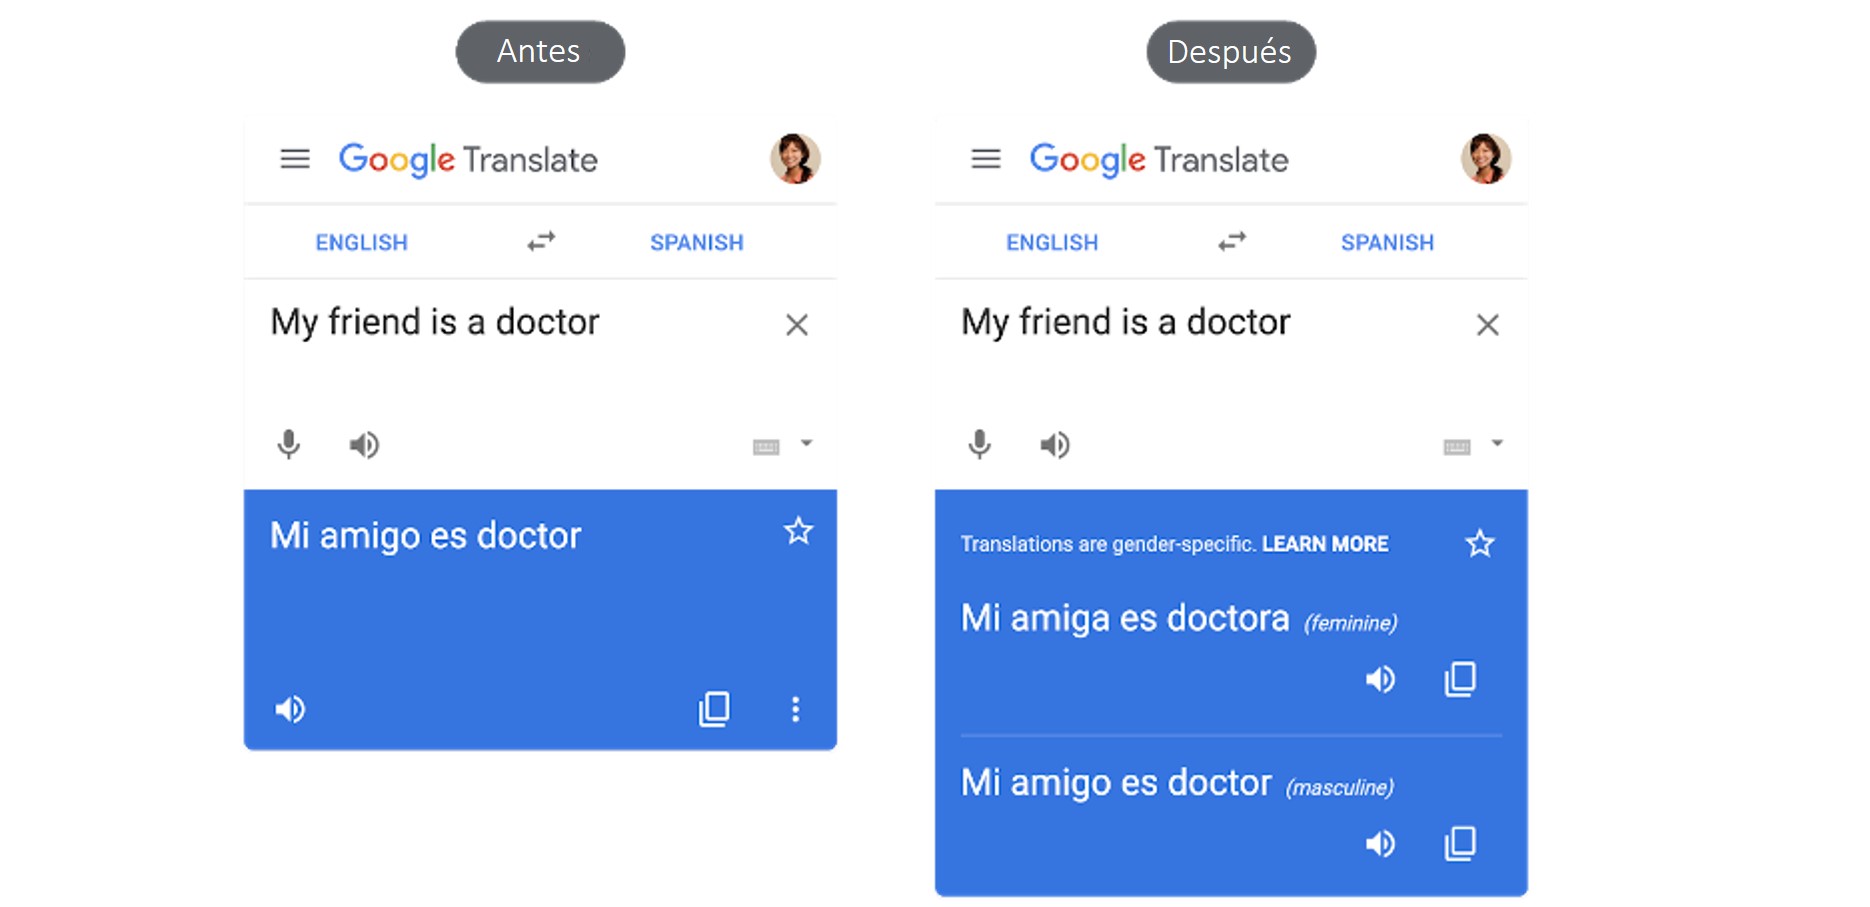 Antes
Google Translate
ENGLISH SPANISH
My friend is a doctor
Mi amigo es doctor
Después
Google Translate
ENGLISH SPANISH
My friend is a doctor
Translations are gender-specific. LEARN MORE
Mi amiga es doctora (feminine)
Mi amigo es doctor (masculine)